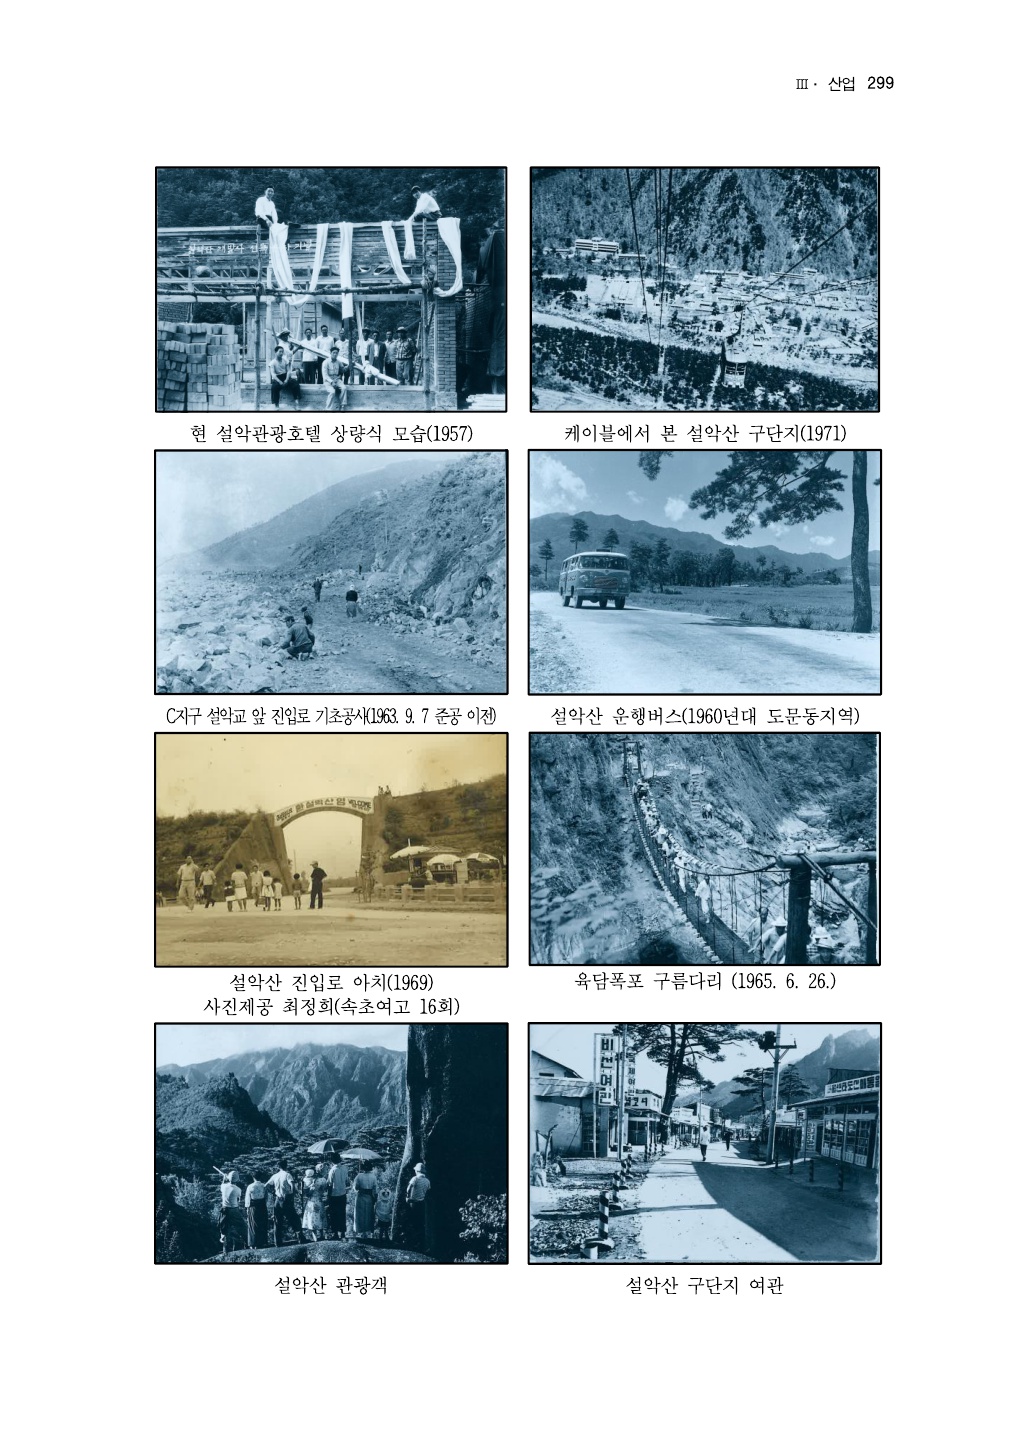 Ⅲ · 산업 299
현 설악관광호텔 상량식 모습(1957)
케이블에서 본 설악산 구단지(1971)
C지구 설악교 앞 진입로 기초공사(1963. 9. 7 준공 이전)
설악산 운행버스(1960년대 도문동지역)
설악산 진입로 아치(1969)
사진제공 최정희(속초여고 16회)
육담폭포 구름다리 (1965. 6. 26.)
비선여관
설악산 관광객
설악산 구단지 여관